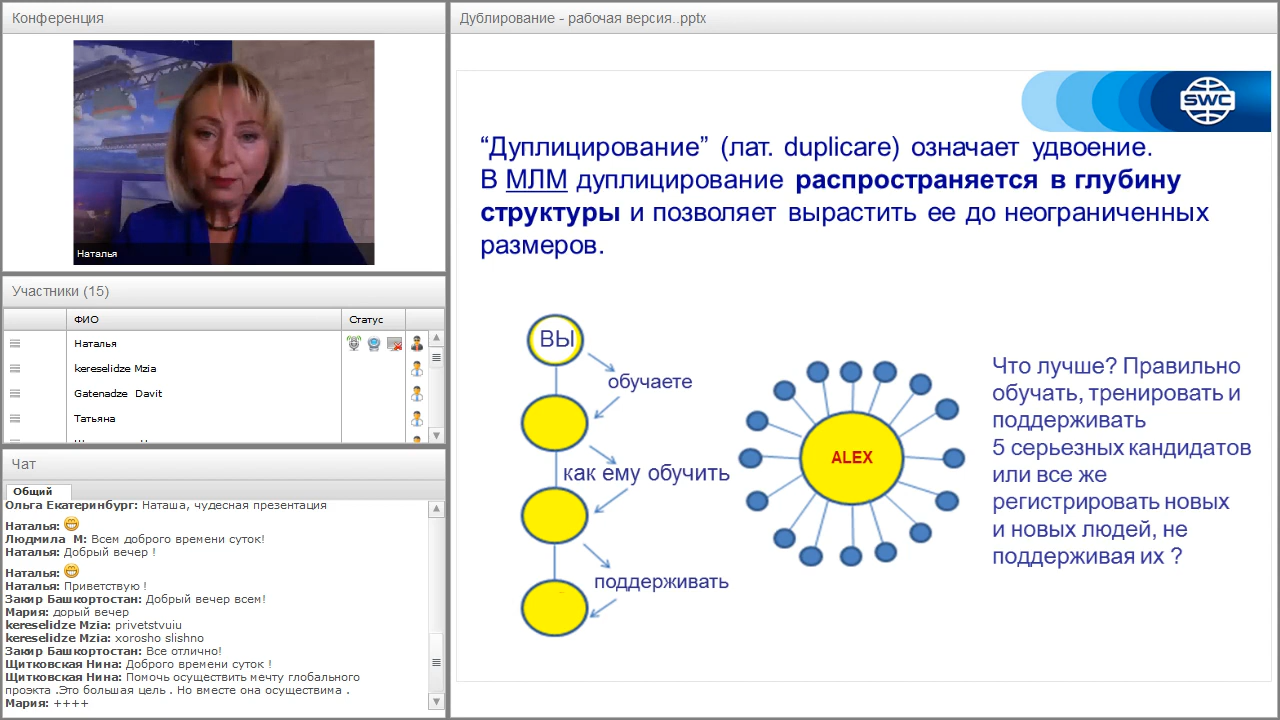 Конференция
Наталья
Участники (15)
ФИО
Статус
Наталья
kereselidze Mzia
Gatenadze Davit
Татьяна
Чат
Общий
Ольга Екатеринбург: Наташа, чудесная презентация
Наталья:
Людмила М: Всем доброго времени суток!
Наталья: Добрый вечер !
Наталья:
Наталья: Приветствую !
Закир Башкортостан: Добрый вечер всем!
Мария: дорый вечер
kereselidze Mzia: privetstvuiu
kereselidze Mzia: xorosho slishno
Закир Башкортостан: Все отлично!
Щитковская Нина: Доброго времени суток !
Щитковская Нина: Помочь осуществить мечту глобального
проэкта .Это большая цель . Но вместе она осуществима .
Мария: ++++
Дублирование - рабочая версия..pptx
SWC
“Дуплицирование” (лат. duplicare) означает удвоение.
В МЛМ дуплицирование распространяется в глубину
структуры и позволяет вырастить ее до неограниченных
размеров.
ВЫ
обучаете
как ему обучить
поддерживать
ALEX
Что лучше? Правильно
обучать, тренировать и
поддерживать
5 серьезных кандидатов
или все же
регистрировать новых
и новых людей, не
поддерживая их ?